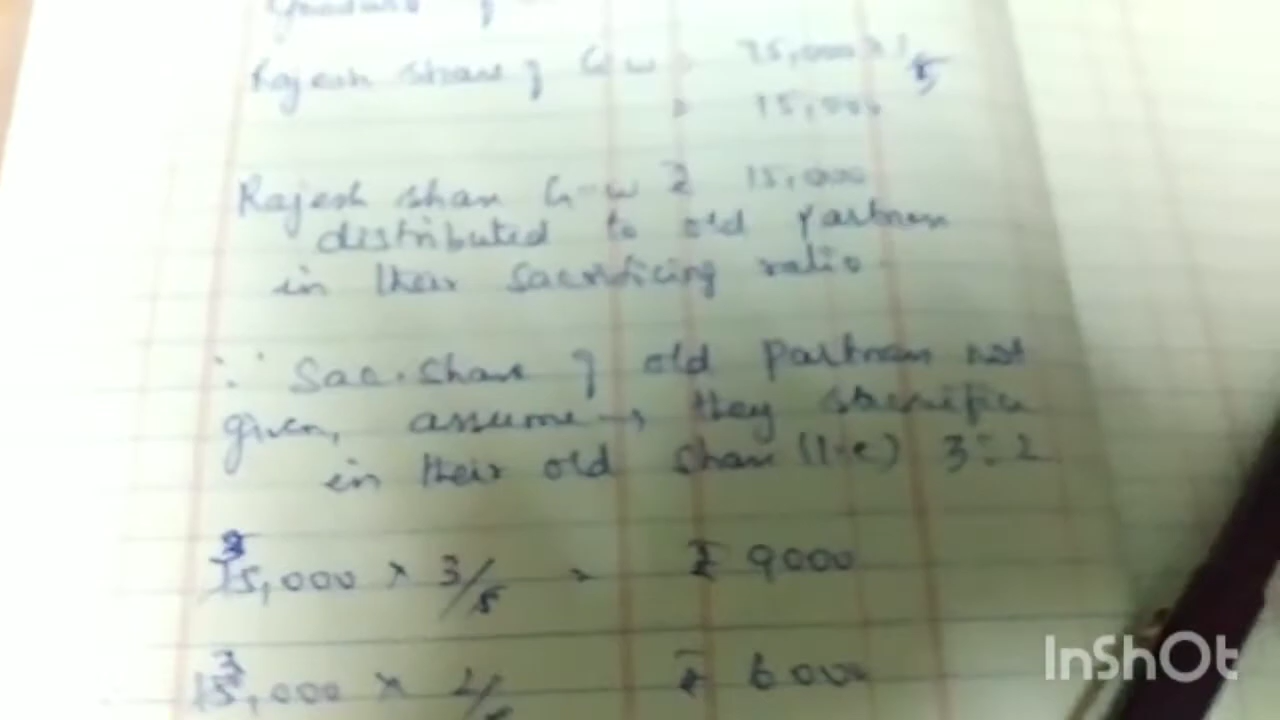 Rajesh share of G.w = 75,000 × 1/5
= 15,000
Rajesh share G-w ₹ 15,000
distributed to old partners
in their sacrificing ratio
∵ Sac. share of old partners not
given, assume → they sacrifice
in their old share (i-e) 3:2
3
15,000 × 3/5 = ₹ 9000
3
15,000 × 2/5 ₹ 6000
InShOt